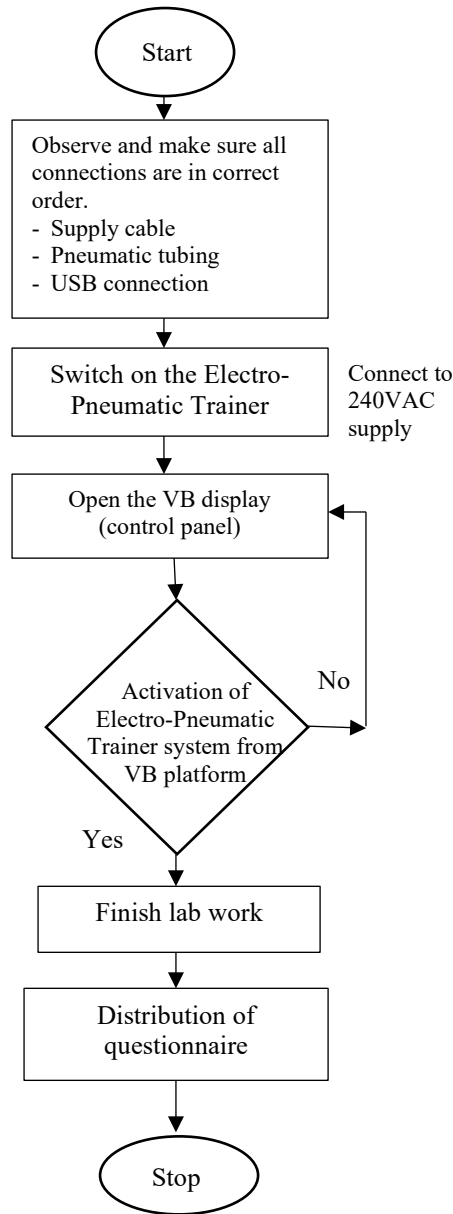 Start
Observe and make sure all
connections are in correct
order.
- Supply cable
- Pneumatic tubing
- USB connection
Switch on the Electro-
Pneumatic Trainer
Connect to
240VAC
supply
Open the VB display
(control panel)
No
Activation of
Electro-Pneumatic
Trainer system from
VB platform
Yes
Finish lab work
Distribution of
questionnaire
Stop